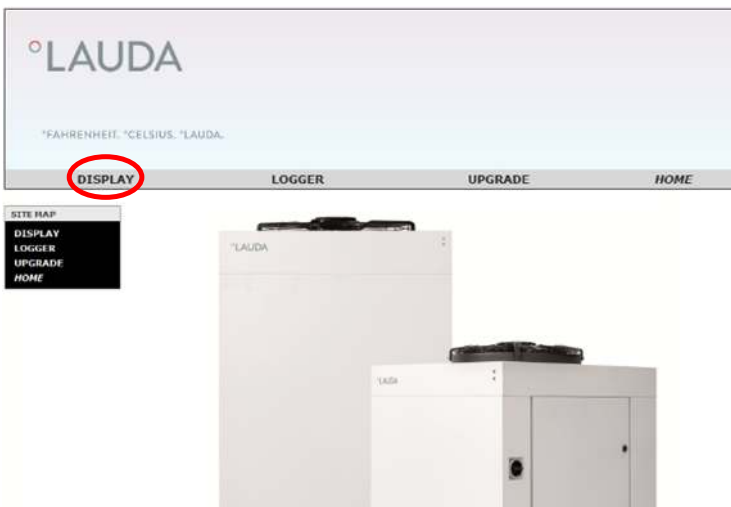 °LAUDA
°FAHRENHEIT. °CELSIUS. °LAUDA.
DISPLAY LOGGER UPGRADE HOME
SITE MAP
DISPLAY
LOGGER
UPGRADE
HOME
°LAUDA
°LAUDA